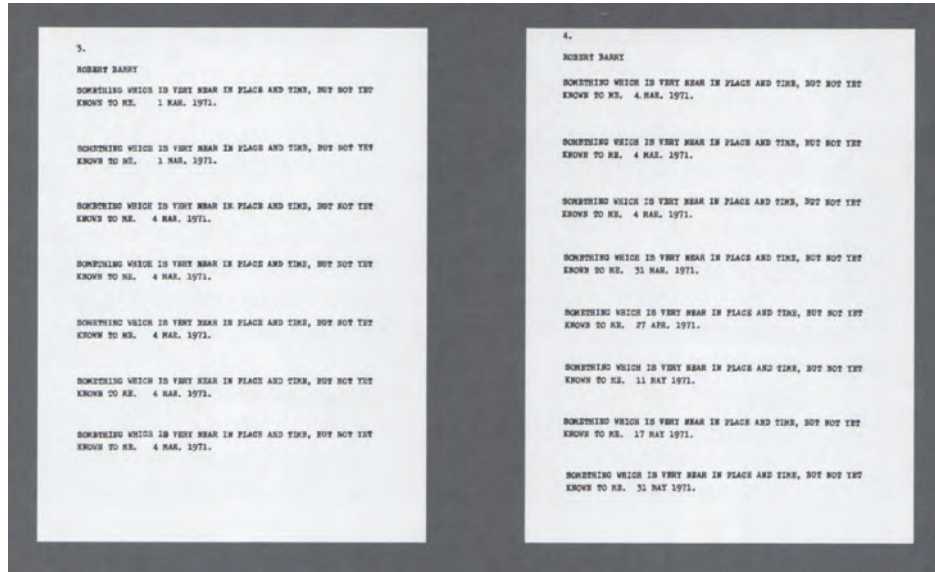 3.
ROBERT BARRY
SOMETHING WHICH IS VERY NEAR IN PLACE AND TIME, BUT NOT YET
KNOWN TO ME. 1 MAR. 1971.
SOMETHING WHICH IS VERY NEAR IN PLACE AND TIME, BUT NOT YET
KNOWN TO ME. 1 MAR. 1971.
SOMETHING WHICH IS VERY NEAR IN PLACE AND TIME, BUT NOT YET
KNOWN TO ME. 4 MAR. 1971.
SOMETHING WHICH IS VERY NEAR IN PLACE AND TIME, BUT NOT YET
KNOWN TO ME. 4 MAR. 1971.
SOMETHING WHICH IS VERY NEAR IN PLACE AND TIME, BUT NOT YET
KNOWN TO ME. 4 MAR. 1971.
SOMETHING WHICH IS VERY NEAR IN PLACE AND TIME, BUT NOT YET
KNOWN TO ME. 4 MAR. 1971.
SOMETHING WHICH IS VERY NEAR IN PLACE AND TIME, BUT NOT YET
KNOWN TO ME. 4 MAR. 1971.
4.
ROBERT BARRY
SOMETHING WHICH IS VERY NEAR IN PLACE AND TIME, BUT NOT YET
KNOWN TO ME. 4 MAR. 1971.
SOMETHING WHICH IS VERY NEAR IN PLACE AND TIME, BUT NOT YET
KNOWN TO ME. 4 MAR. 1971.
SOMETHING WHICH IS VERY NEAR IN PLACE AND TIME, BUT NOT YET
KNOWN TO ME. 4 MAR. 1971.
SOMETHING WHICH IS VERY NEAR IN PLACE AND TIME, BUT NOT YET
KNOWN TO ME. 31 MAR. 1971.
SOMETHING WHICH IS VERY NEAR IN PLACE AND TIME, BUT NOT YET
KNOWN TO ME. 27 APR. 1971.
SOMETHING WHICH IS VERY NEAR IN PLACE AND TIME, BUT NOT YET
KNOWN TO ME. 11 MAY 1971.
SOMETHING WHICH IS VERY NEAR IN PLACE AND TIME, BUT NOT YET
KNOWN TO ME. 17 MAY 1971.
SOMETHING WHICH IS VERY NEAR IN PLACE AND TIME, BUT NOT YET
KNOWN TO ME. 31 MAY 1971.